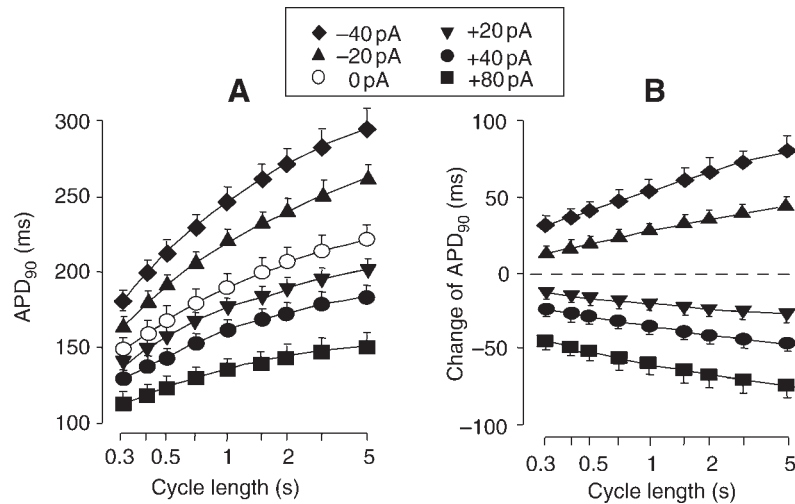 −40 pA
−20 pA
0 pA
+20 pA
+40 pA
+80 pA
A
300
250
200
150
100
APD90 (ms)
0.3 0.5 1 2 5
Cycle length (s)
B
100
50
0
−50
−100
Change of APD90 (ms)
0.3 0.5 1 2 5
Cycle length (s)